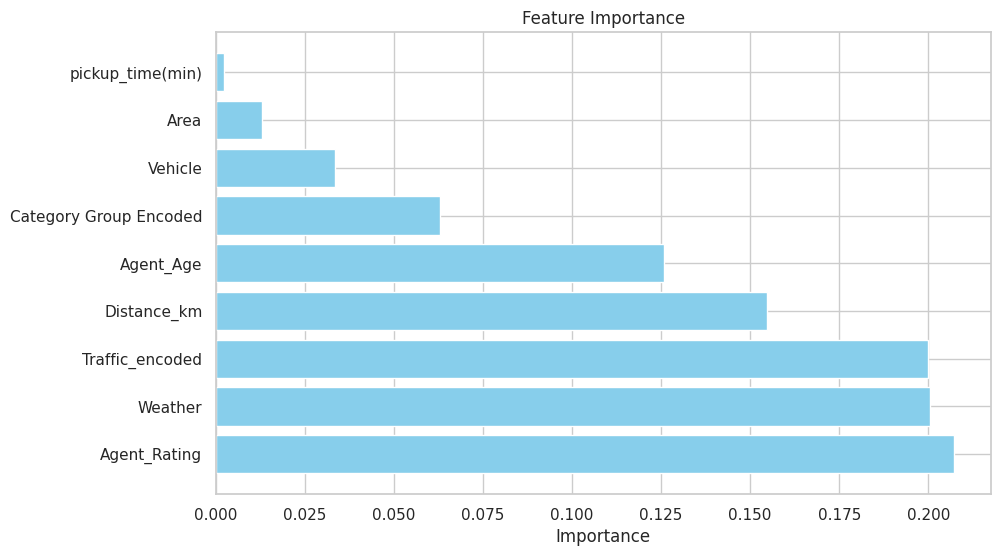 Feature Importance
pickup_time(min)
Area
Vehicle
Category Group Encoded
Agent_Age
Distance_km
Traffic_encoded
Weather
Agent_Rating
0.000 0.025 0.050 0.075 0.100 0.125 0.150 0.175 0.200
Importance